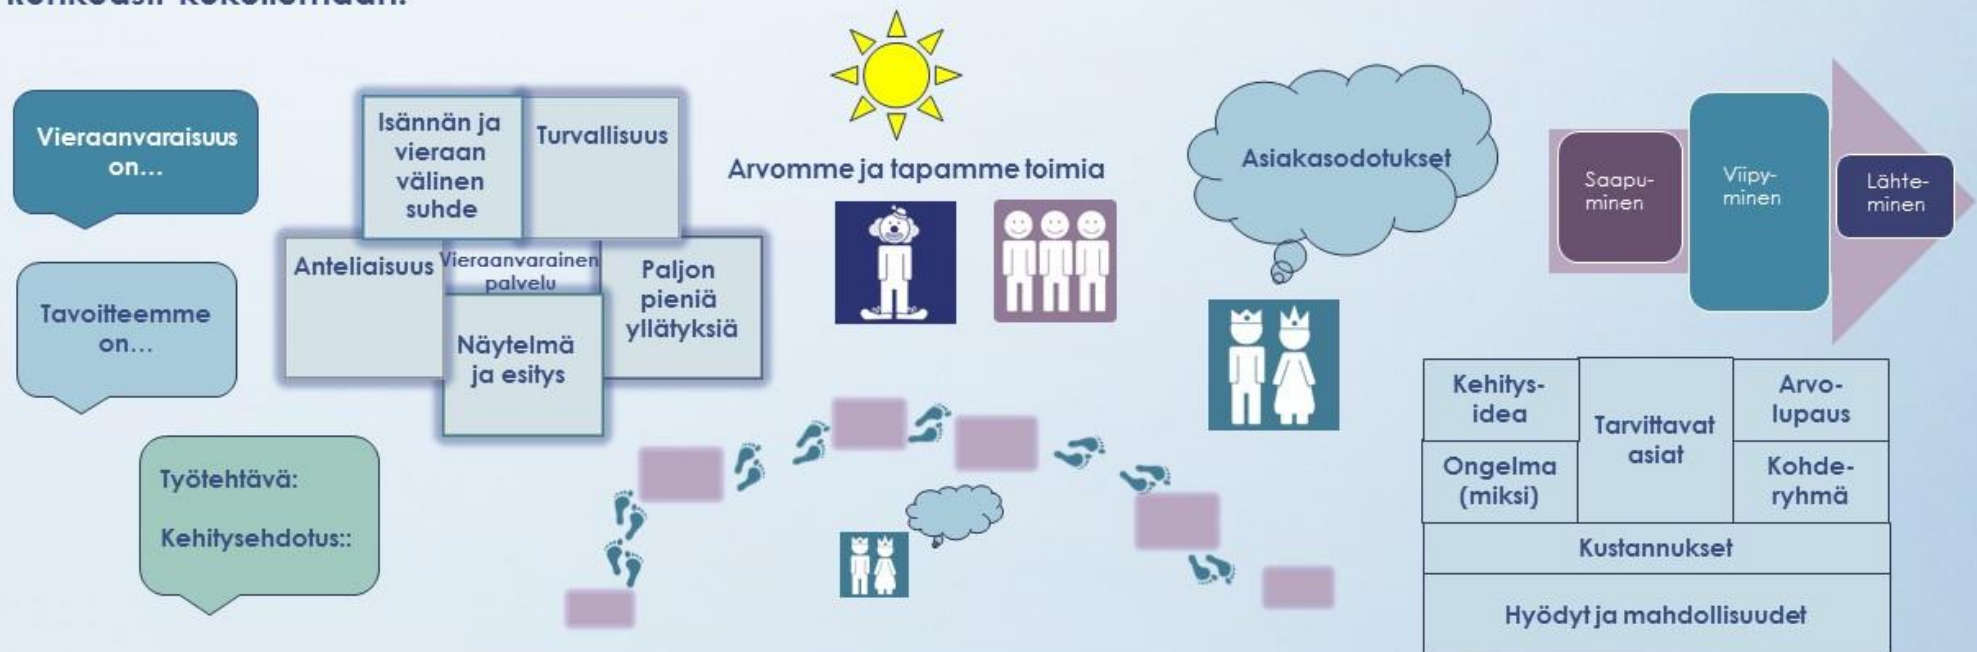 Vieraanvaraisuus
on...
Tavoitteemme
on...
Työtehtävä:
Kehitysehdotus::
Isännän ja
vieraan
välinen
suhde
Turvallisuus
Anteliaisuus
Vieraanvarainen
palvelu
Paljon
pieniä
yllätyksiä
Näytelmä
ja esitys
Arvomme ja tapamme toimia
Asiakasodotukset
Saapu-
minen
Viipy-
minen
Lähte-
minen
Kehitys-
idea
Tarvittavat
asiat
Arvo-
lupaus
Ongelma
(miksi)
Kohde-
ryhmä
Kustannukset
Hyödyt ja mahdollisuudet